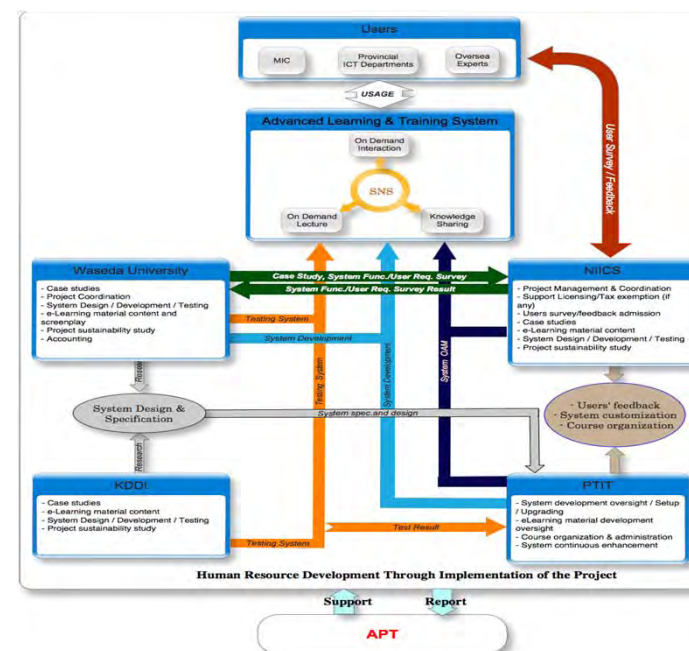 Users
MIC
Provincial
ICT Departments
Oversea
Experts
USAGE
User Survey / Feedback
Advanced Learning & Training System
On Demand
Interaction
SNS
On Demand
Lecture
Knowledge
Sharing
Waseda University
- Case studies
- Project Coordination
- System Design / Development / Testing
- e-Learning material content and
screenplay
- Project sustainability study
- Accounting
Case Study, System Func./User Req. Survey
System Func./User Req. Survey Result
Testing System
System Development
NIICS
- Project Management & Coordination
- Support Licensing/Tax exemption (if
any)
- Users survey/feedback admission
- Case studies
- e-Learning material content
- System Design / Development / Testing
- Project sustainability study
Testing System
System Development
System OAM
Research
System Design &
Specification
System spec.and design
- Users' feedback
- System customization
- Course organization
Research
KDDI
- Case studies
- e-Learning material content
- System Design / Development / Testing
- Project sustainability study
Testing System
Test Result
PTIT
- System development oversight / Setup
/ Upgrading
- eLearning material development
oversight
- Course organization & administration
- System continuous enhancement
Human Resource Development Through Implementation of the Project
Support
Report
APT